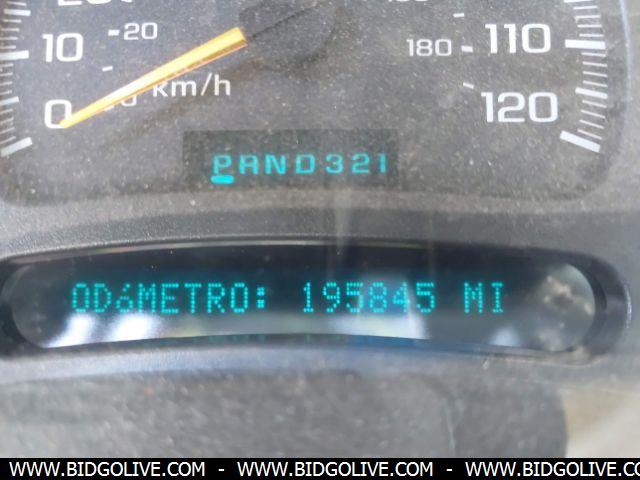 10 20 180 110
0 km/h 120
PRND321
ODóMETRO: 195845 MI
WWW.BIDGOLIVE.COM - WWW.BIDGOLIVE.COM - WWW.BIDGOLIVE.COM